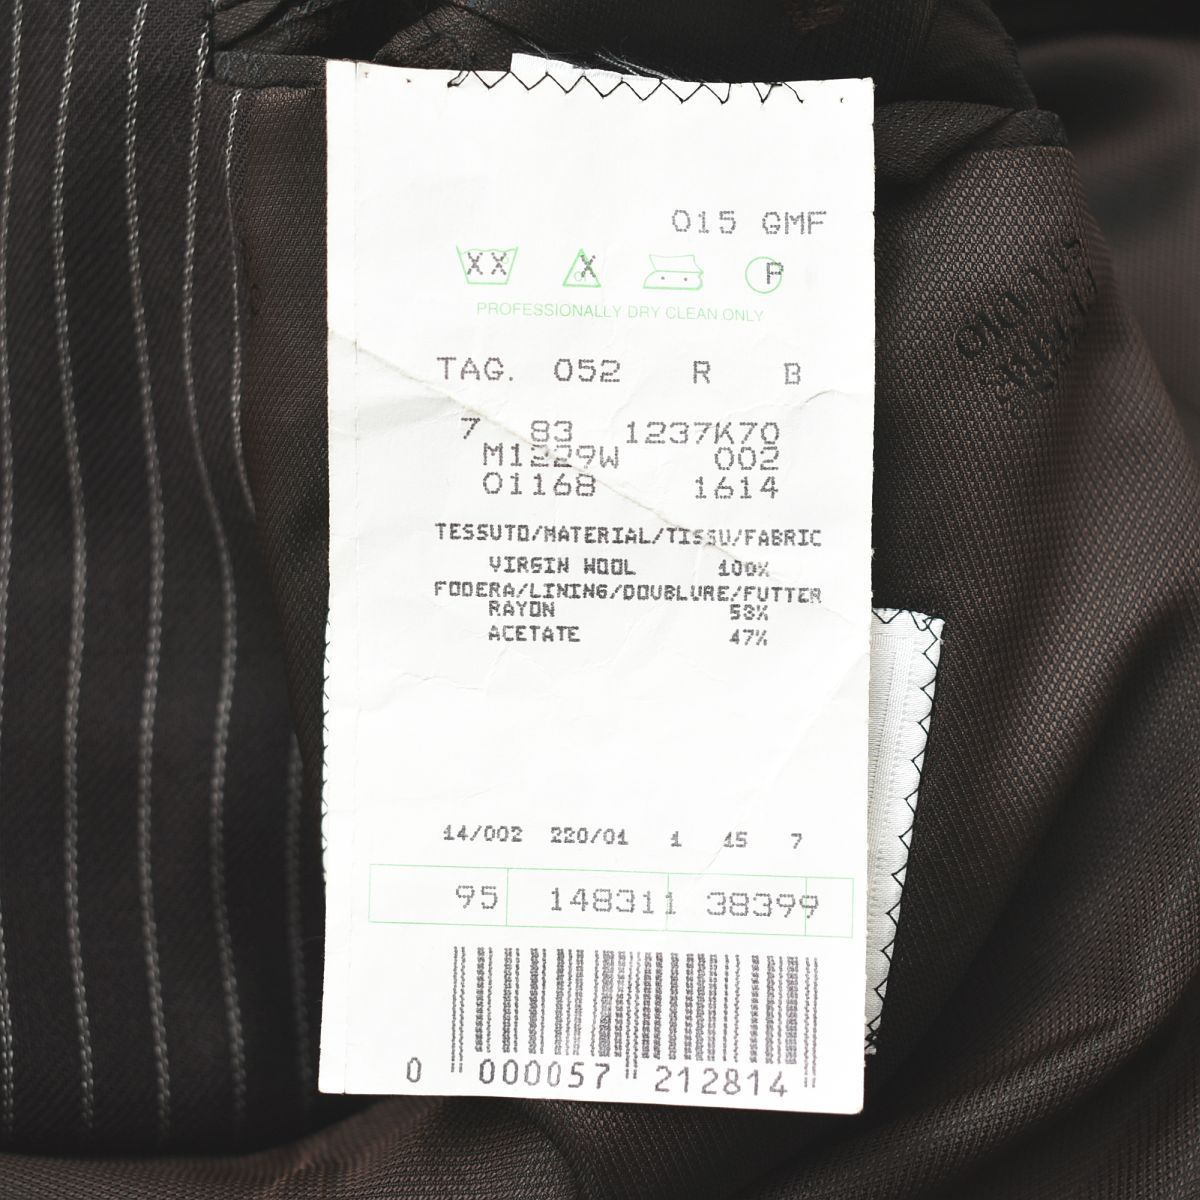 015 GMF
XX X P
PROFESSIONALLY DRY CLEAN ONLY
TAG. 052 R B
7 83 1237K70
M1229W 002
01168 1614
TESSUTO/MATERIAL/TISSU/FABRIC
VIRGIN WOOL 100%
FODERA/LINING/DOUBLURE/FUTTER
RAYON 53%
ACETATE 47%
14/002 220/01 1 15 7
95 148311 38399
0 000057 212814